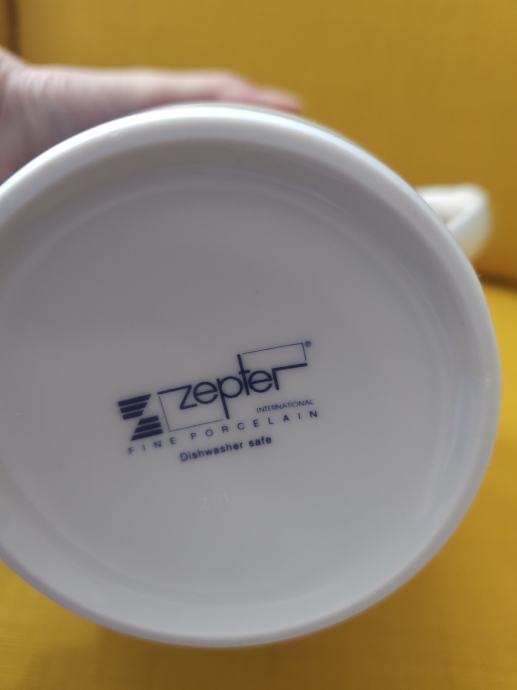 zepter®
INTERNATIONAL
FINE PORCELAIN
Dishwasher safe